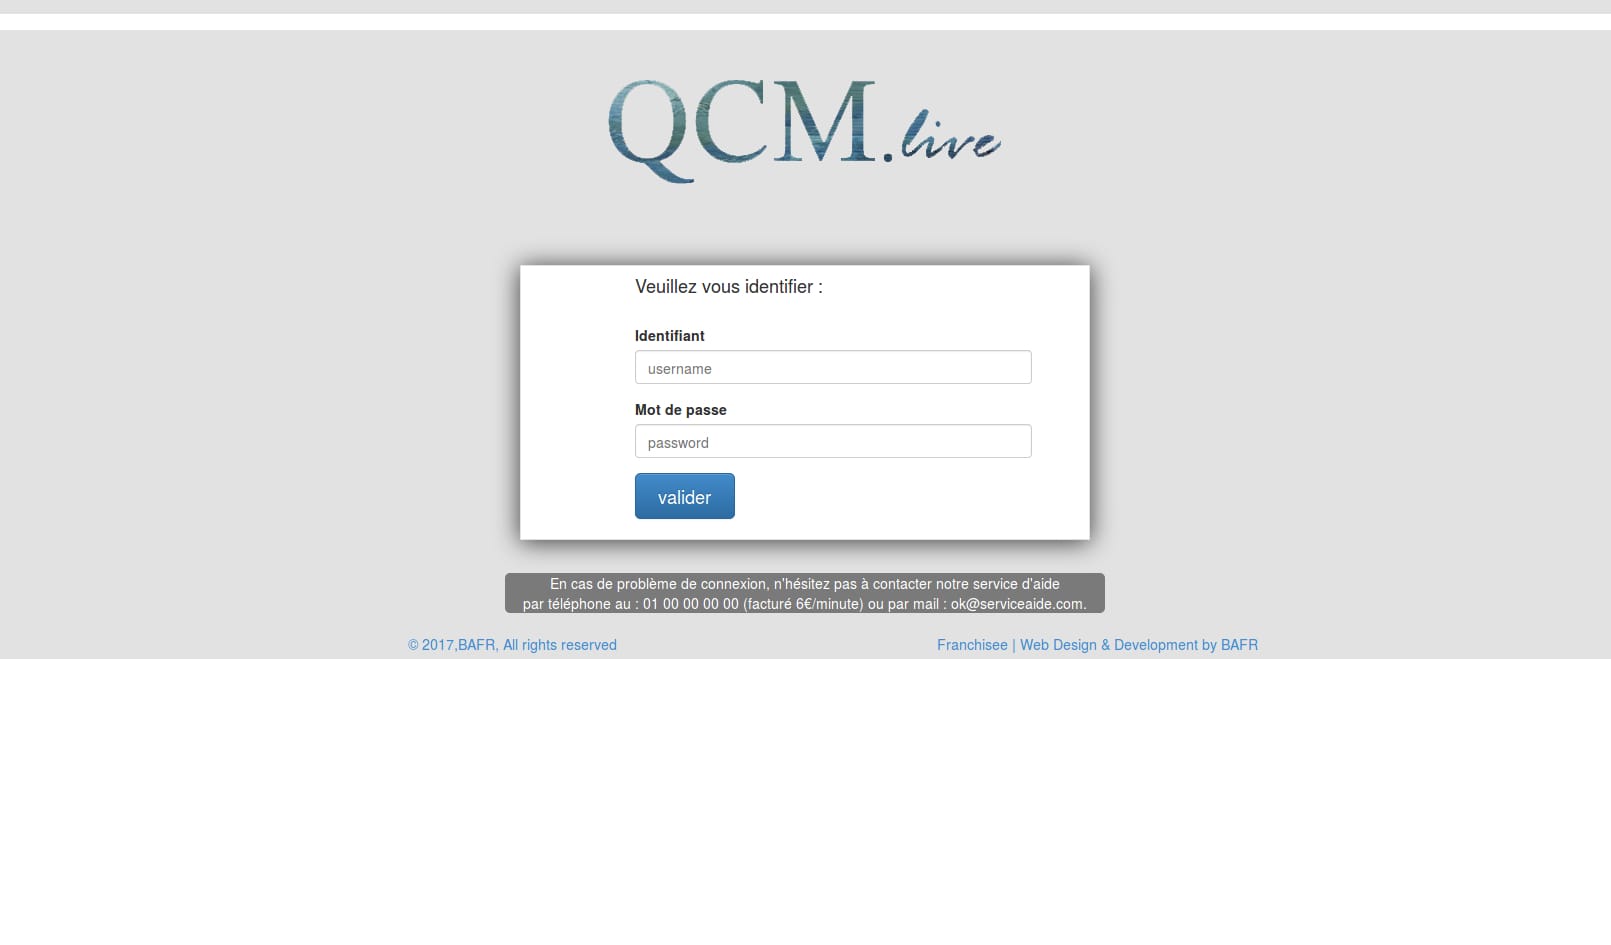 QCM.live
Veuillez vous identifier :
Identifiant
username
Mot de passe
password
valider
En cas de problème de connexion, n'hésitez pas à contacter notre service d'aide
par téléphone au : 01 00 00 00 00 (facturé 6€/minute) ou par mail : ok@serviceaide.com.
© 2017,BAFR, All rights reserved
Franchisee | Web Design & Development by BAFR